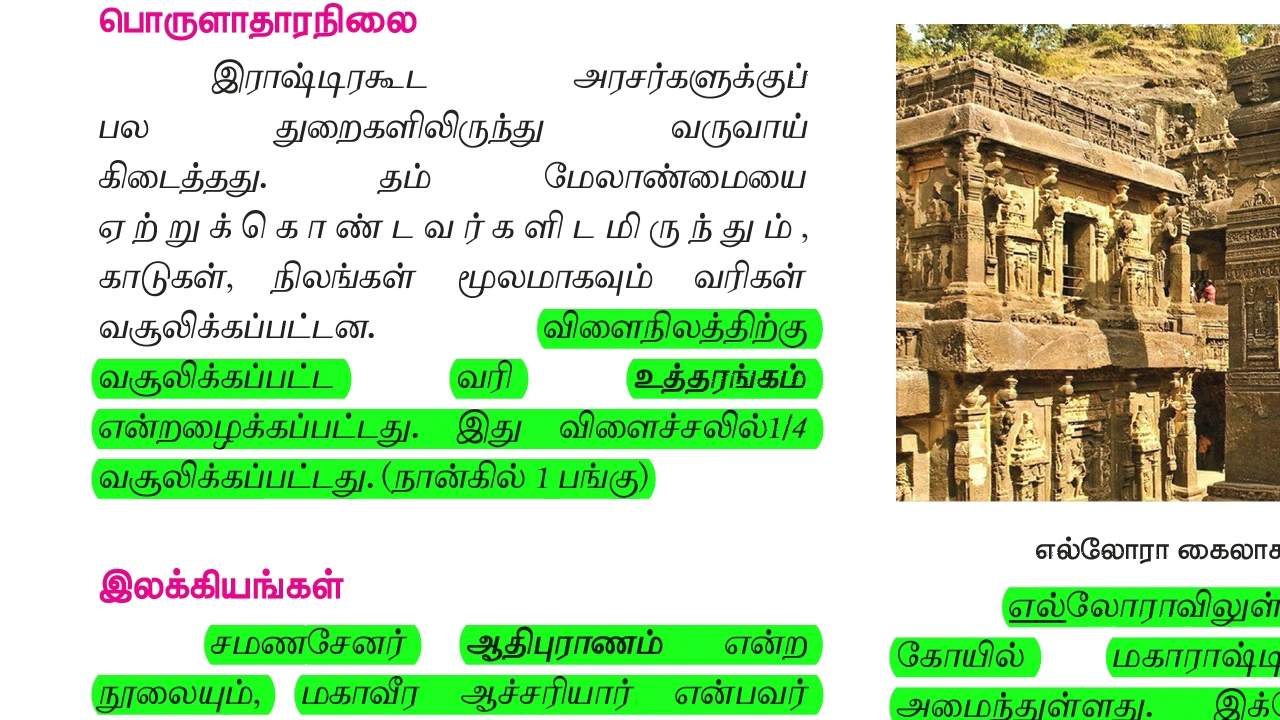 பொருளாதாரநிலை
இராஷ்டிரகூட அரசர்களுக்குப்
பல துறைகளிலிருந்து வருவாய்
கிடைத்தது. தம் மேலாண்மையை
ஏற்றுக்கொண்டவர்களிடமிருந்தும்,
காடுகள், நிலங்கள் மூலமாகவும் வரிகள்
வசூலிக்கப்பட்டன. விளைநிலத்திற்கு
வசூலிக்கப்பட்ட வரி உத்தரங்கம்
என்றழைக்கப்பட்டது. இது விளைச்சலில்1/4
வசூலிக்கப்பட்டது. (நான்கில் 1 பங்கு)
இலக்கியங்கள்
சமணசேனர் ஆதிபுராணம் என்ற
நூலையும், மகாவீர ஆச்சரியார் என்பவர்
எல்லோரா
கோயில்
அமைந்துள்ளது.